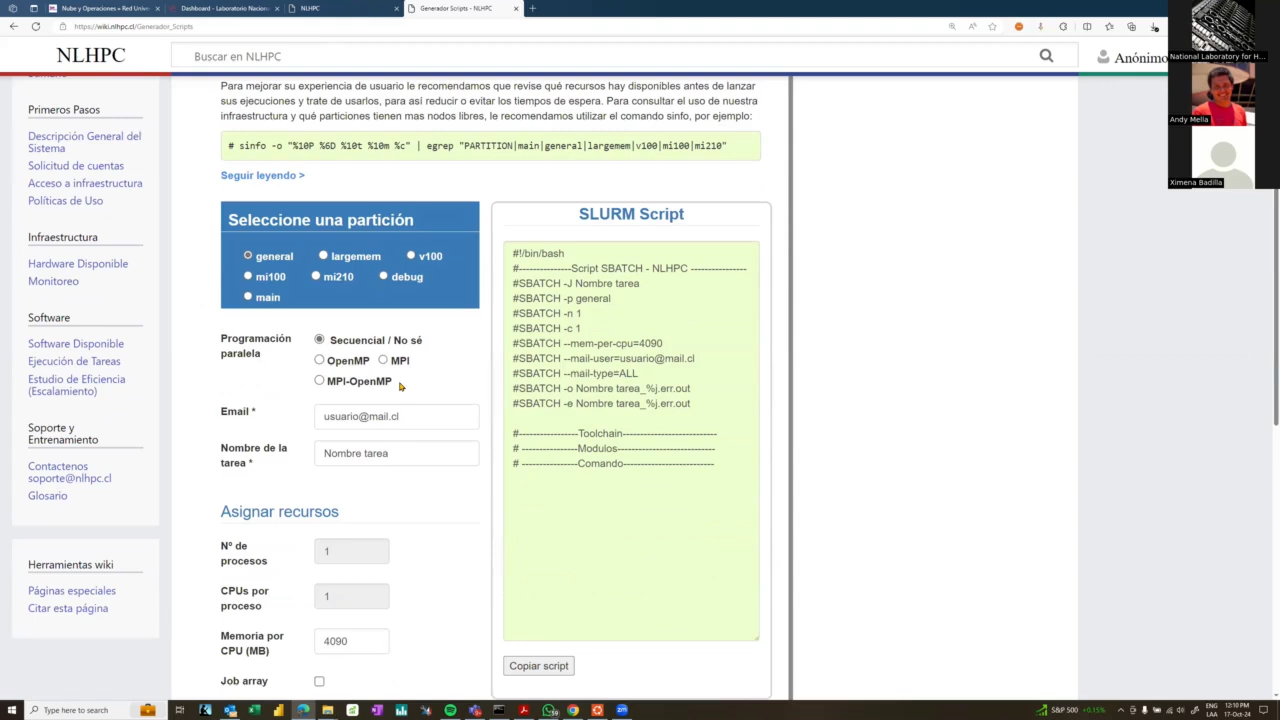 Nube y Operaciones » Red Univer
Dashboard - Laboratorio Nacion
NLHPC
Generador Scripts - NLHPC
https://wiki.nlhpc.cl/Generador_Scripts
NLHPC
Buscar en NLHPC
Anónimo
National Laboratory for H...
Andy Mella
Ximena Badilla
Primeros Pasos
Descripción General del
Sistema
Solicitud de cuentas
Acceso a infraestructura
Políticas de Uso
Infraestructura
Hardware Disponible
Monitoreo
Software
Software Disponible
Ejecución de Tareas
Estudio de Eficiencia
(Escalamiento)
Soporte y
Entrenamiento
Contactenos
soporte@nlhpc.cl
Glosario
Herramientas wiki
Páginas especiales
Citar esta página
Para mejorar su experiencia de usuario le recomendamos que revise qué recursos hay disponibles antes de lanzar
sus ejecuciones y trate de usarlos, para así reducir o evitar los tiempos de espera. Para consultar el uso de nuestra
infraestructura y qué particiones tienen mas nodos libres, le recomendamos utilizar el comando sinfo, por ejemplo:
# sinfo -o "%10P %6D %10t %10m %c" | egrep "PARTITION|main|general|largemem|v100|mi100|mi210"
Seguir leyendo >
Seleccione una partición
general largemem v100
mi100 mi210 debug
main
Programación
paralela
Secuencial / No sé
OpenMP MPI
MPI-OpenMP
Email *
usuario@mail.cl
Nombre de la
tarea *
Nombre tarea
Asignar recursos
Nº de
procesos
1
CPUs por
proceso
1
Memoria por
CPU (MB)
4090
Job array
SLURM Script
#!/bin/bash
#---------------Script SBATCH - NLHPC ---------------
#SBATCH -J Nombre tarea
#SBATCH -p general
#SBATCH -n 1
#SBATCH -c 1
#SBATCH --mem-per-cpu=4090
#SBATCH --mail-user=usuario@mail.cl
#SBATCH --mail-type=ALL
#SBATCH -o Nombre tarea_%j.err.out
#SBATCH -e Nombre tarea_%j.err.out
#-----------------Toolchain---------------------------
# ----------------Modulos----------------------------
# ----------------Comando--------------------------
Copiar script
Type here to search
S&P 500 +0.15%
ENG
LAA
12:10 PM
17-Oct-24